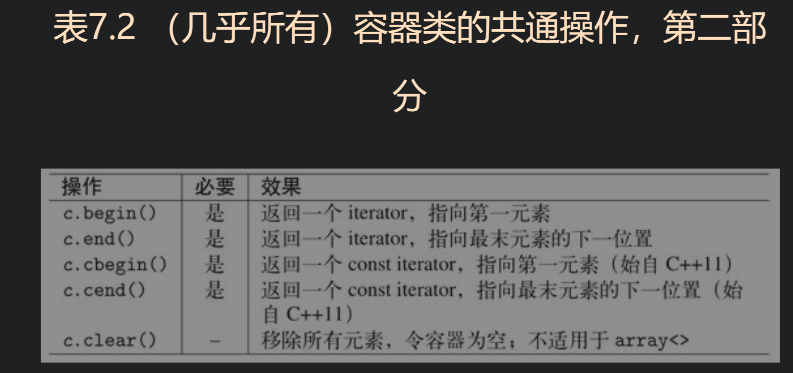 表7.2 （几乎所有）容器类的共通操作，第二部
分
操作 必要 效果
c.begin() 是 返回一个 iterator，指向第一元素
c.end() 是 返回一个 iterator，指向最末元素的下一位置
c.cbegin() 是 返回一个 const iterator，指向第一元素（始自 C++11）
c.cend() 是 返回一个 const iterator，指向最末元素的下一位置（始
自 C++11）
c.clear() – 移除所有元素，令容器为空；不适用于 array<>